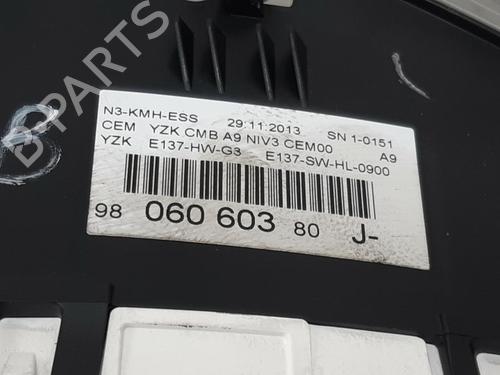 N3-KMH-ESS 29.11.2013 SN 1-0151
CEM YZK CMB A9 NIV3 CEM00 A9
YZK E137-HW-G3 E137-SW-HL-0900
98 060 603 80 J-
B
B PARTS